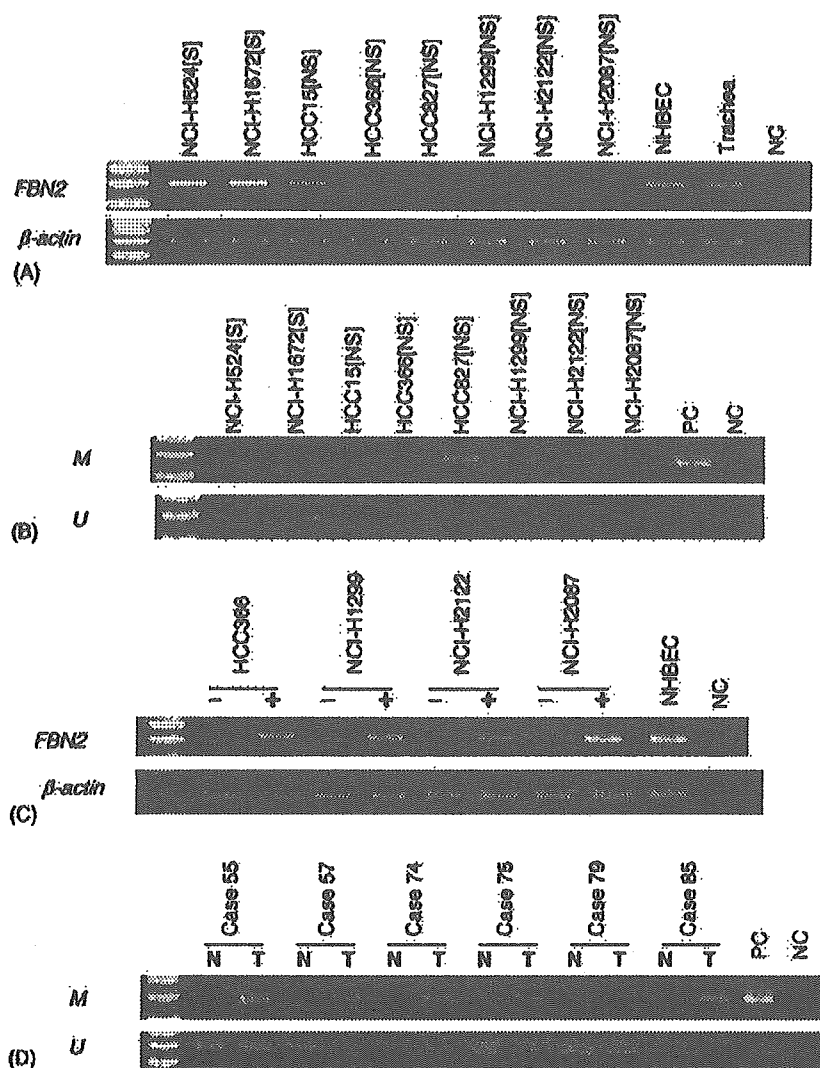 NCI-H524[S] NCI-H1672[S] HCC15[NS] HCC366[NS] HCC827[NS] NCI-H1299[NS] NCI-H2122[NS] NCI-H2087[NS] NHBEC Trachea NC
FBN2
β-actin
(A)
NCI-H524[S] NCI-H1672[S] HCC15[NS] HCC366[NS] HCC827[NS] NCI-H1299[NS] NCI-H2122[NS] NCI-H2087[NS] PC NC
M
U
(B)
HCC366 NCI-H1299 NCI-H2122 NCI-H2087 NHBEC NC
- + - + - + - +
FBN2
β-actin
(C)
Case 55 Case 57 Case 74 Case 75 Case 79 Case 85 PC NC
N T N T N T N T N T N T
M
U
(D)